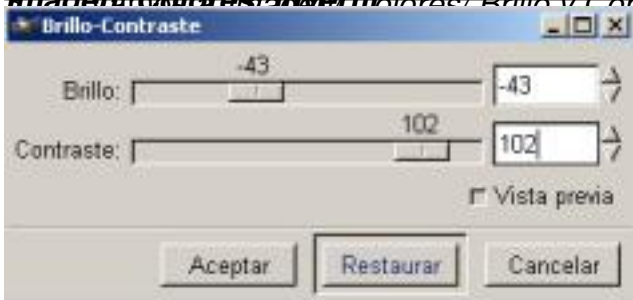 Brillo-Contraste
-43
Brillo: -43
102
Contraste: 102
Vista previa
Aceptar Restaurar Cancelar